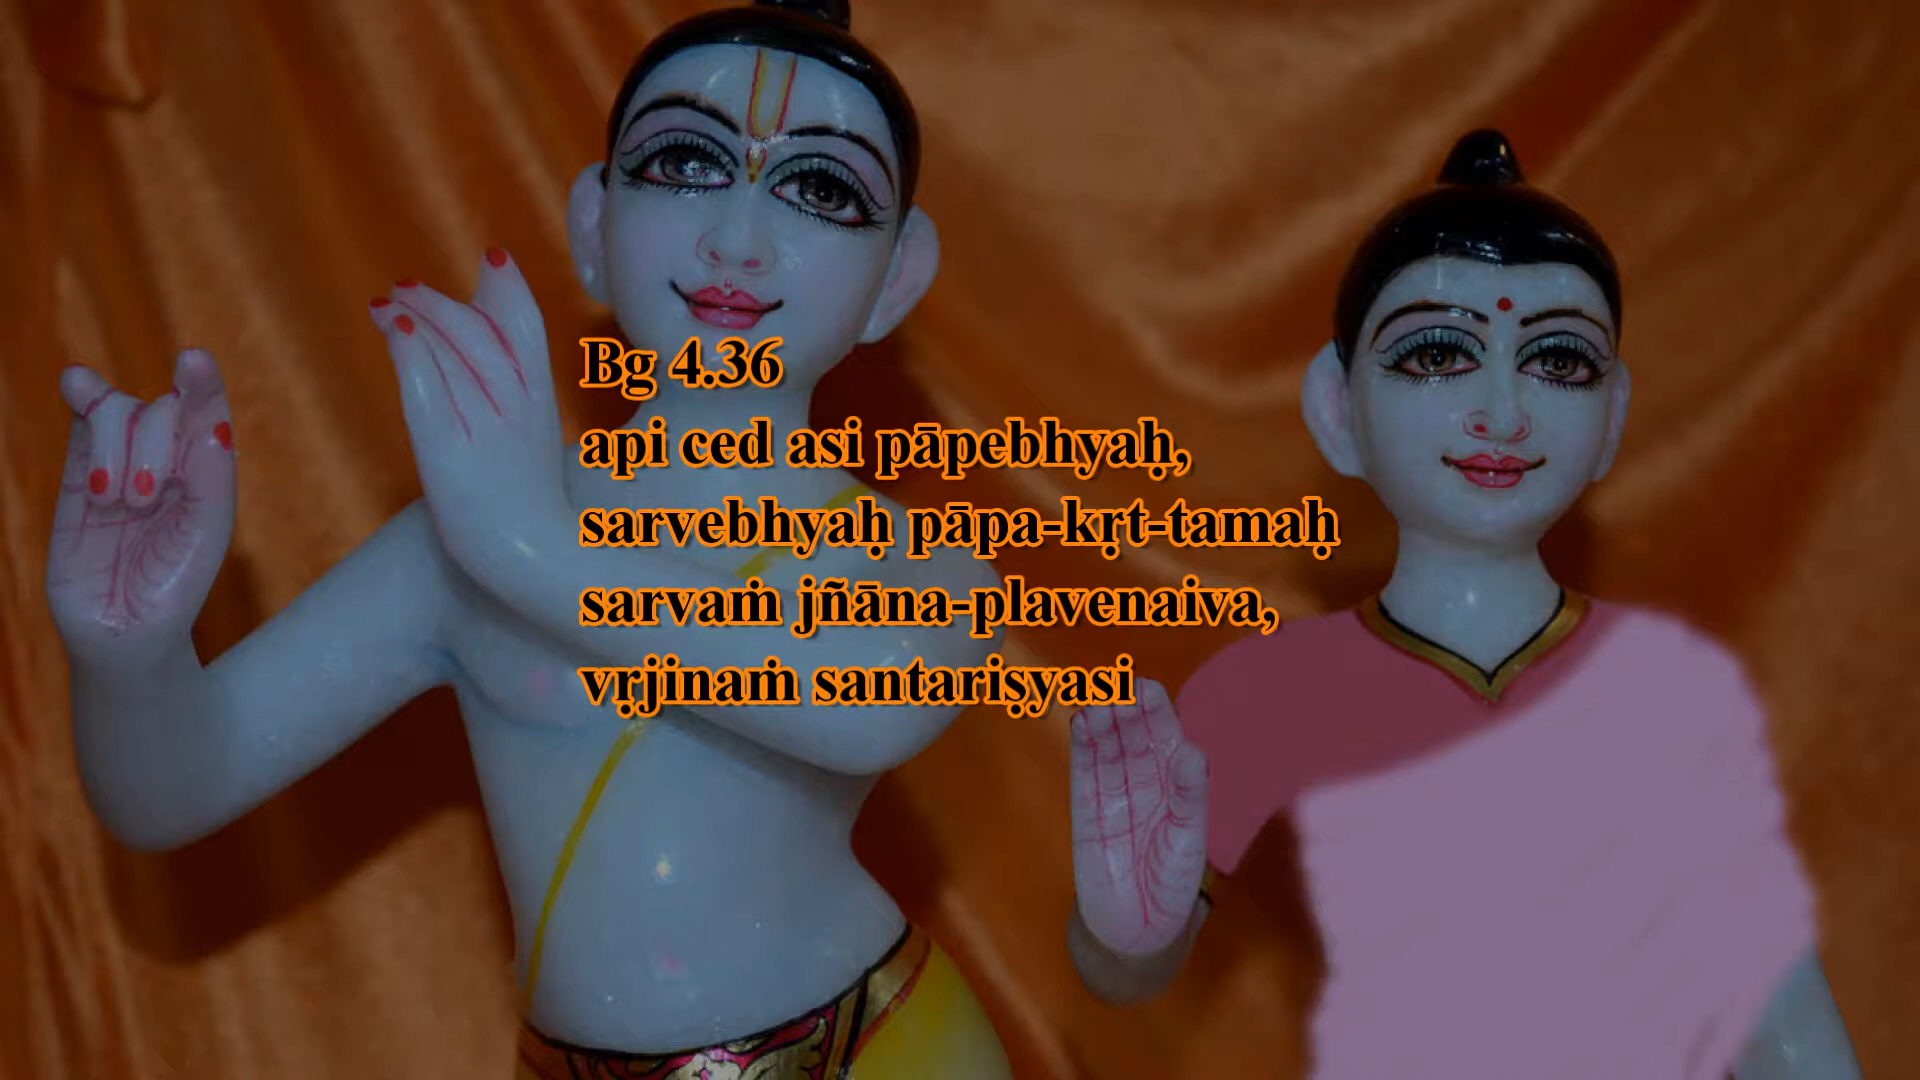 Bg 4.36
api ced asi pāpebhyaḥ,
sarvebhyaḥ pāpa-kṛt-tamaḥ
sarvaṁ jñāna-plavenaiva,
vṛjinaṁ santariṣyasi